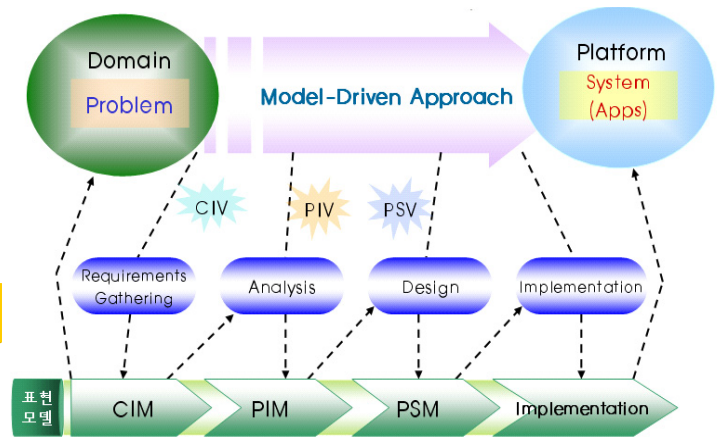 Domain
Problem
Model-Driven Approach
Platform
System
(Apps)
CIV
PIV
PSV
Requirements
Gathering
Analysis
Design
Implementation
표현
모델
CIM
PIM
PSM
Implementation